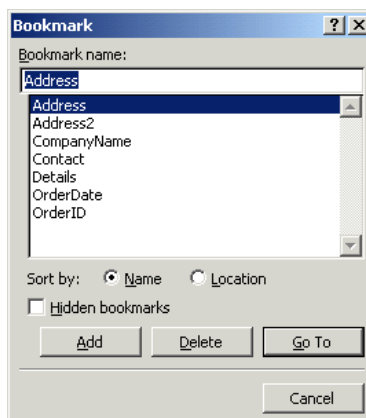 Bookmark
Bookmark name:
Address
Address
Address2
CompanyName
Contact
Details
OrderDate
OrderID
Sort by: Name Location
Hidden bookmarks
Add Delete Go To
Cancel